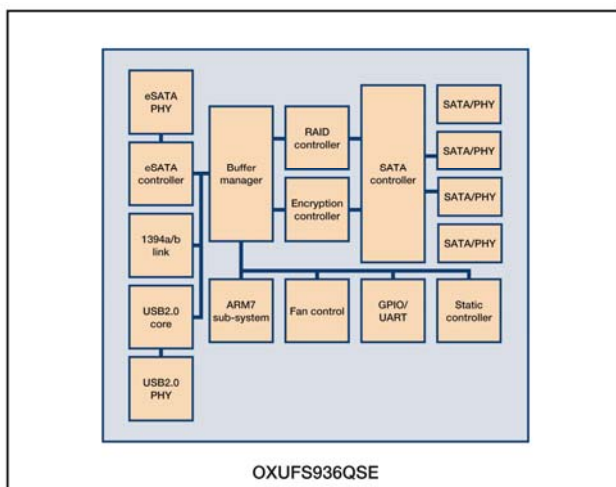 eSATA
PHY
eSATA
controller
1394a/b
link
USB2.0
core
USB2.0
PHY
Buffer
manager
RAID
controller
Encryption
controller
SATA
controller
SATA/PHY
SATA/PHY
SATA/PHY
SATA/PHY
ARM7
sub-system
Fan control
GPIO/
UART
Static
controller
OXUFS936QSE